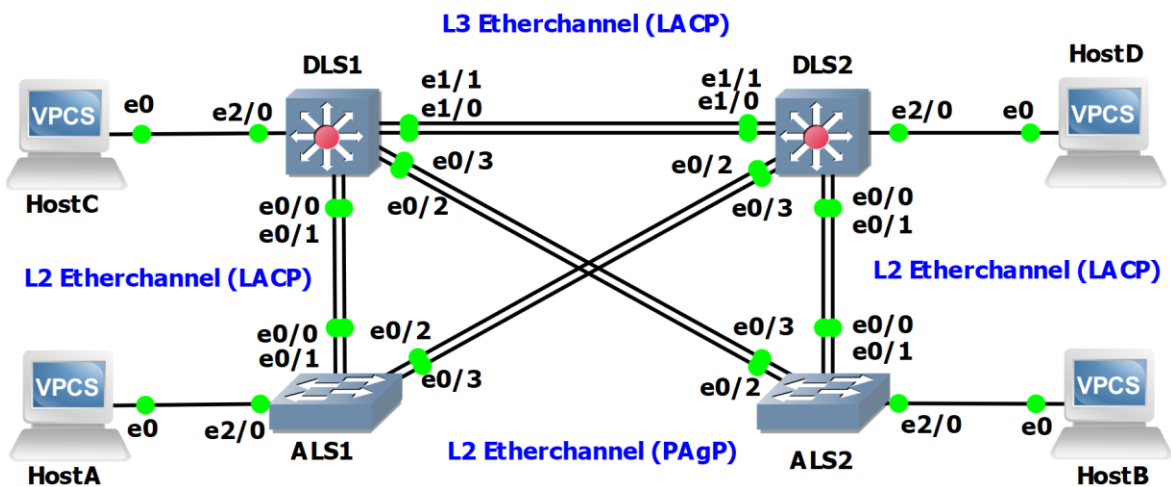 L3 Etherchannel (LACP)
DLS1
DLS2
HostD
e1/1
e1/0
e1/1
e1/0
VPCS
e0
e2/0
e2/0
e0
VPCS
HostC
e0/3
e0/2
e0/2
e0/3
e0/0
e0/1
e0/0
e0/1
L2 Etherchannel (LACP)
L2 Etherchannel (LACP)
e0/0
e0/1
e0/2
e0/3
e0/3
e0/2
e0/0
e0/1
VPCS
e0
e2/0
e2/0
e0
VPCS
HostA
ALS1
L2 Etherchannel (PAgP)
ALS2
HostB